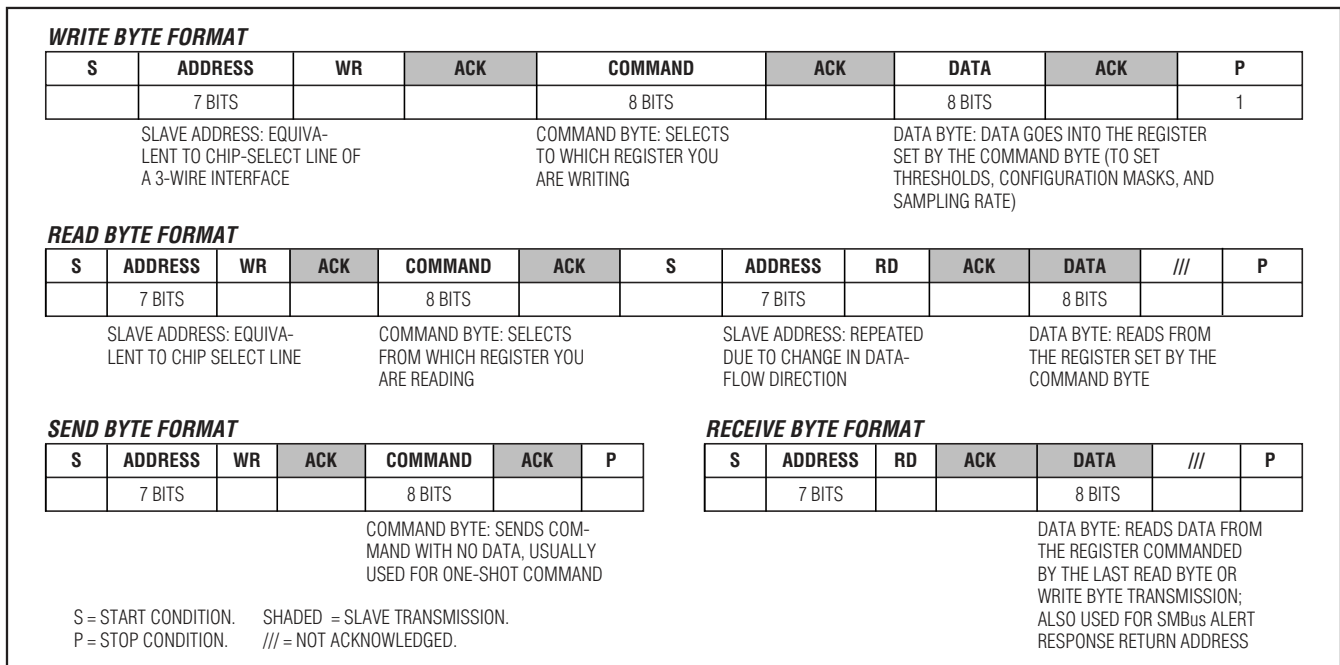 WRITE BYTE FORMAT
S ADDRESS WR ACK COMMAND ACK DATA ACK P
7 BITS 8 BITS 8 BITS 1
SLAVE ADDRESS: EQUIVA-
LENT TO CHIP-SELECT LINE OF
A 3-WIRE INTERFACE
COMMAND BYTE: SELECTS
TO WHICH REGISTER YOU
ARE WRITING
DATA BYTE: DATA GOES INTO THE REGISTER
SET BY THE COMMAND BYTE (TO SET
THRESHOLDS, CONFIGURATION MASKS, AND
SAMPLING RATE)
READ BYTE FORMAT
S ADDRESS WR ACK COMMAND ACK S ADDRESS RD ACK DATA /// P
7 BITS 8 BITS 7 BITS 8 BITS
SLAVE ADDRESS: EQUIVA-
LENT TO CHIP SELECT LINE
COMMAND BYTE: SELECTS
FROM WHICH REGISTER YOU
ARE READING
SLAVE ADDRESS: REPEATED
DUE TO CHANGE IN DATA-
FLOW DIRECTION
DATA BYTE: READS FROM
THE REGISTER SET BY THE
COMMAND BYTE
SEND BYTE FORMAT
S ADDRESS WR ACK COMMAND ACK P
7 BITS 8 BITS
COMMAND BYTE: SENDS COM-
MAND WITH NO DATA, USUALLY
USED FOR ONE-SHOT COMMAND
RECEIVE BYTE FORMAT
S ADDRESS RD ACK DATA /// P
7 BITS 8 BITS
DATA BYTE: READS DATA FROM
THE REGISTER COMMANDED
BY THE LAST READ BYTE OR
WRITE BYTE TRANSMISSION;
ALSO USED FOR SMBus ALERT
RESPONSE RETURN ADDRESS
S = START CONDITION. SHADED = SLAVE TRANSMISSION.
P = STOP CONDITION. /// = NOT ACKNOWLEDGED.